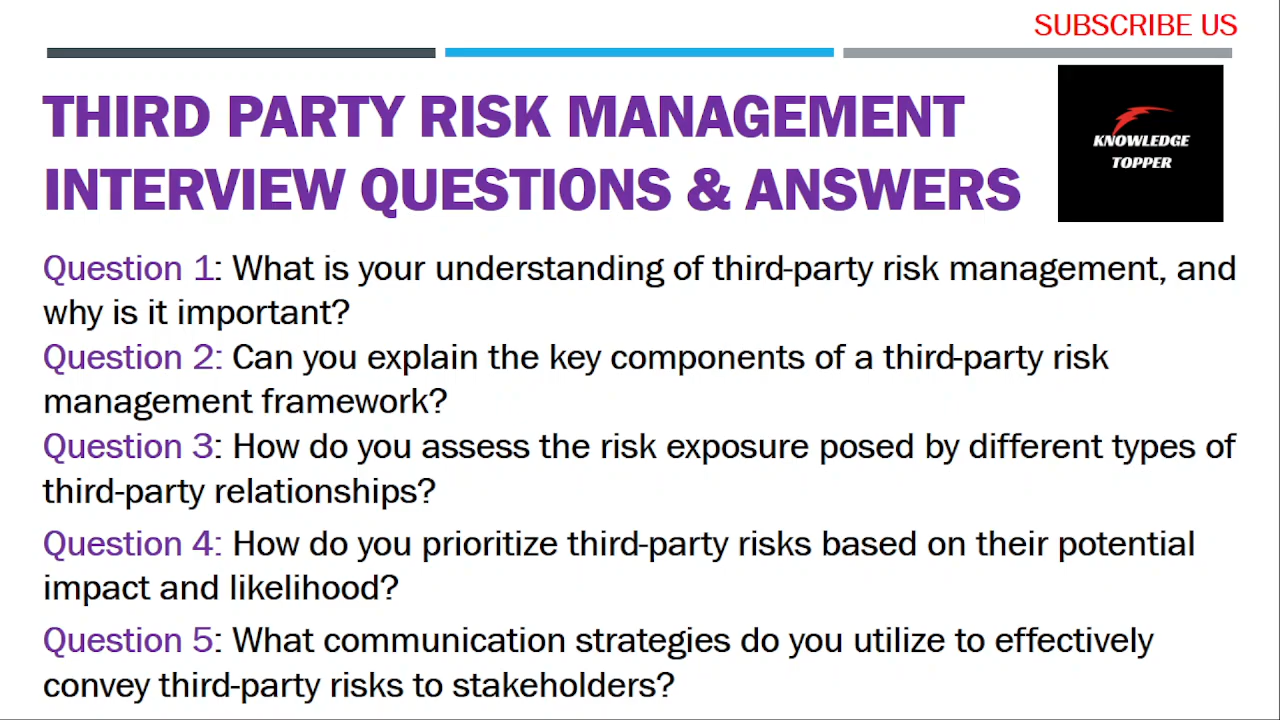 SUBSCRIBE US
THIRD PARTY RISK MANAGEMENT
INTERVIEW QUESTIONS & ANSWERS
KNOWLEDGE
TOPPER
Question 1: What is your understanding of third-party risk management, and
why is it important?
Question 2: Can you explain the key components of a third-party risk
management framework?
Question 3: How do you assess the risk exposure posed by different types of
third-party relationships?
Question 4: How do you prioritize third-party risks based on their potential
impact and likelihood?
Question 5: What communication strategies do you utilize to effectively
convey third-party risks to stakeholders?